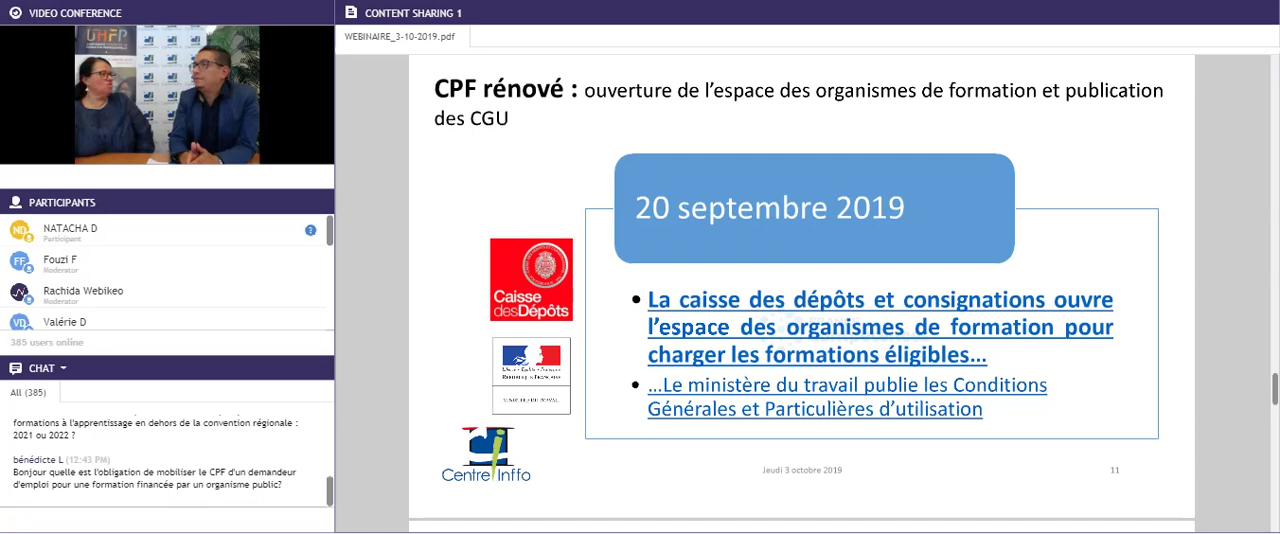 VIDEO CONFERENCE
CONTENT SHARING 1
WEBINAIRE_3-10-2019.pdf
UHFP
PARTICIPANTS
ND
NATACHA D
Participant
FF
Fouzi F
Moderator
Rachida Webikeo
Moderator
VD
Valérie D
385 users online
CHAT
All (385)
formations à l'apprentissage en dehors de la convention régionale :
2021 ou 2022 ?
bénédicte L (12:43 PM)
Bonjour quelle est l'obligation de mobiliser le CPF d'un demandeur
d'emploi pour une formation financée par un organisme public?
CPF rénové : ouverture de l’espace des organismes de formation et publication
des CGU
20 septembre 2019
Caisse
desDépôts
• La caisse des dépôts et consignations ouvre
l’espace des organismes de formation pour
charger les formations éligibles…
• …Le ministère du travail publie les Conditions
Générales et Particulières d’utilisation
Centre Inffo
Jeudi 3 octobre 2019
11